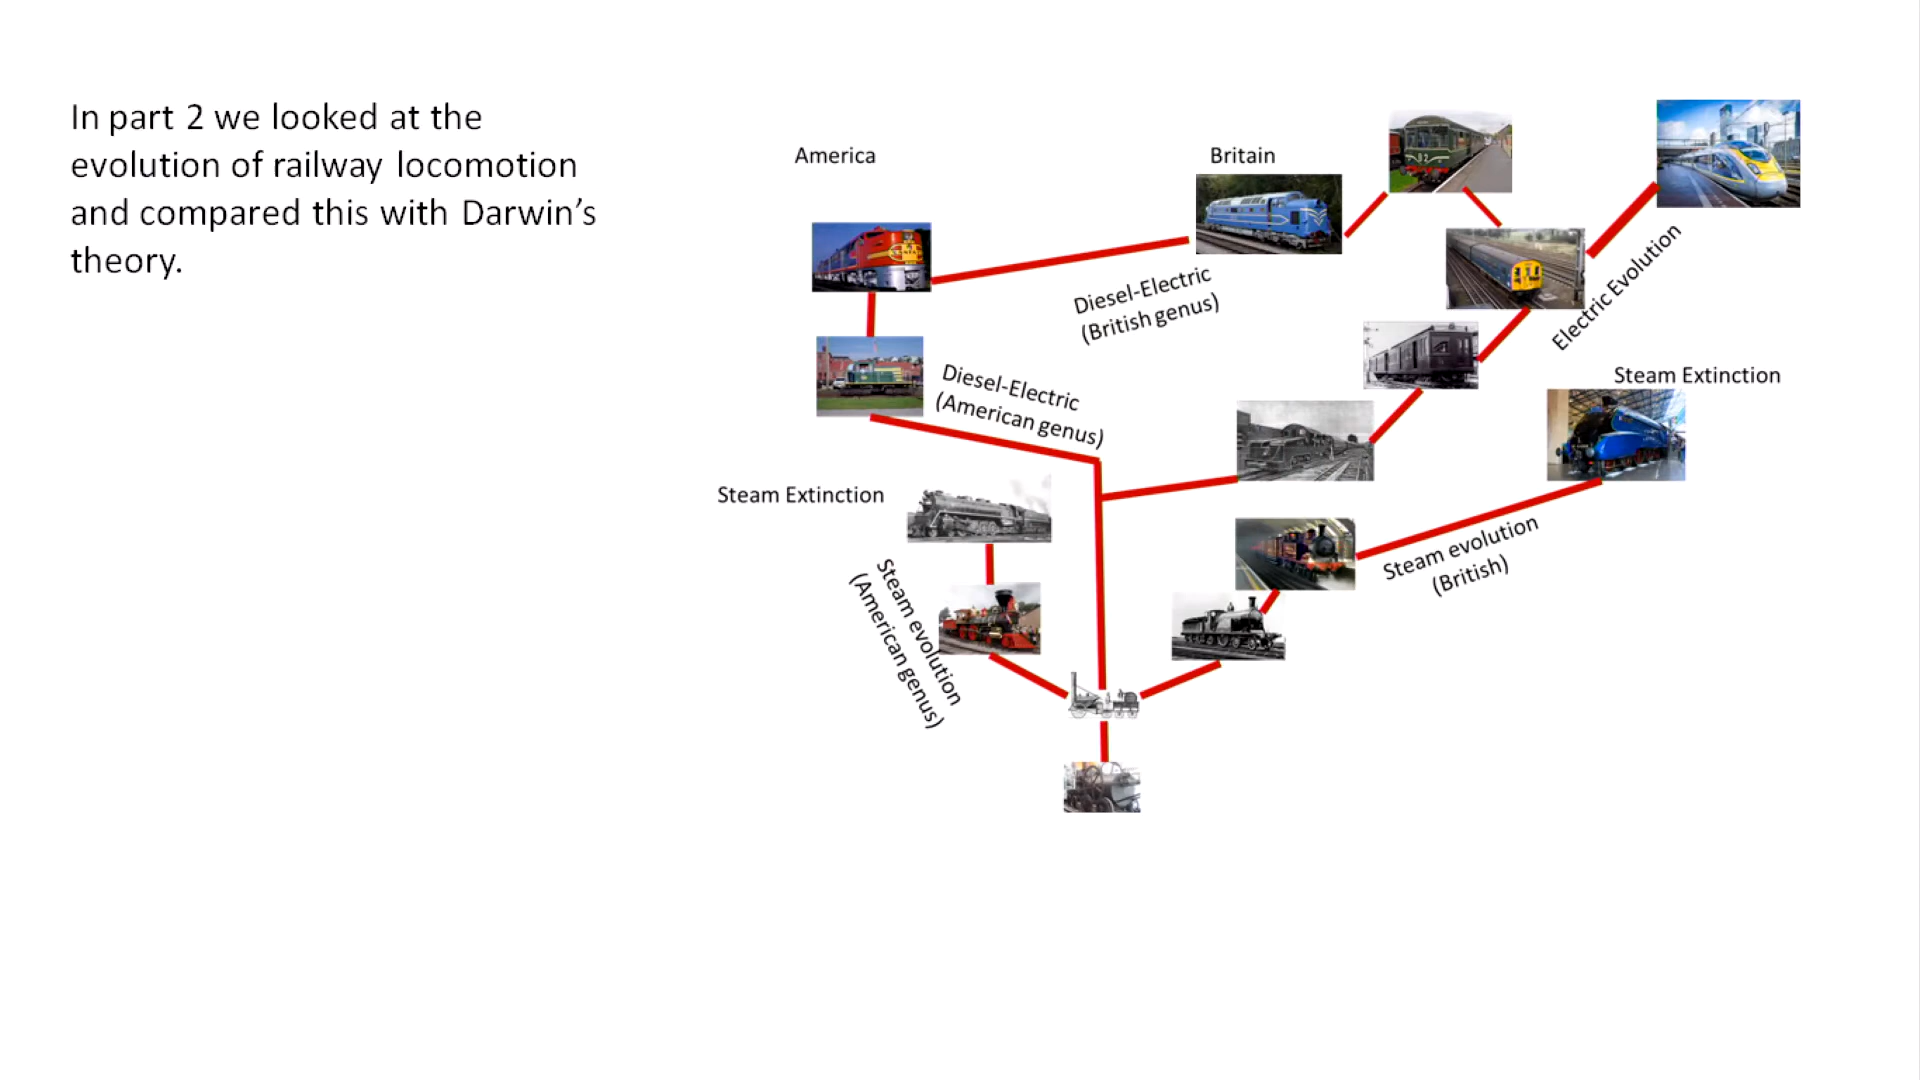 In part 2 we looked at the
evolution of railway locomotion
and compared this with Darwin's
theory.
America
Britain
Diesel-Electric
(British genus)
Electric Evolution
Diesel-Electric
(American genus)
Steam Extinction
Steam Extinction
Steam evolution
(American genus)
Steam evolution
(British)